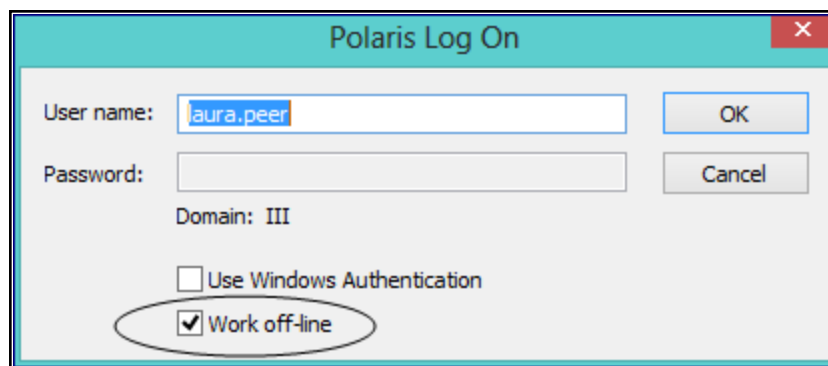 Polaris Log On
User name: laura.peer OK
Password: Cancel
Domain: III
Use Windows Authentication
Work off-line